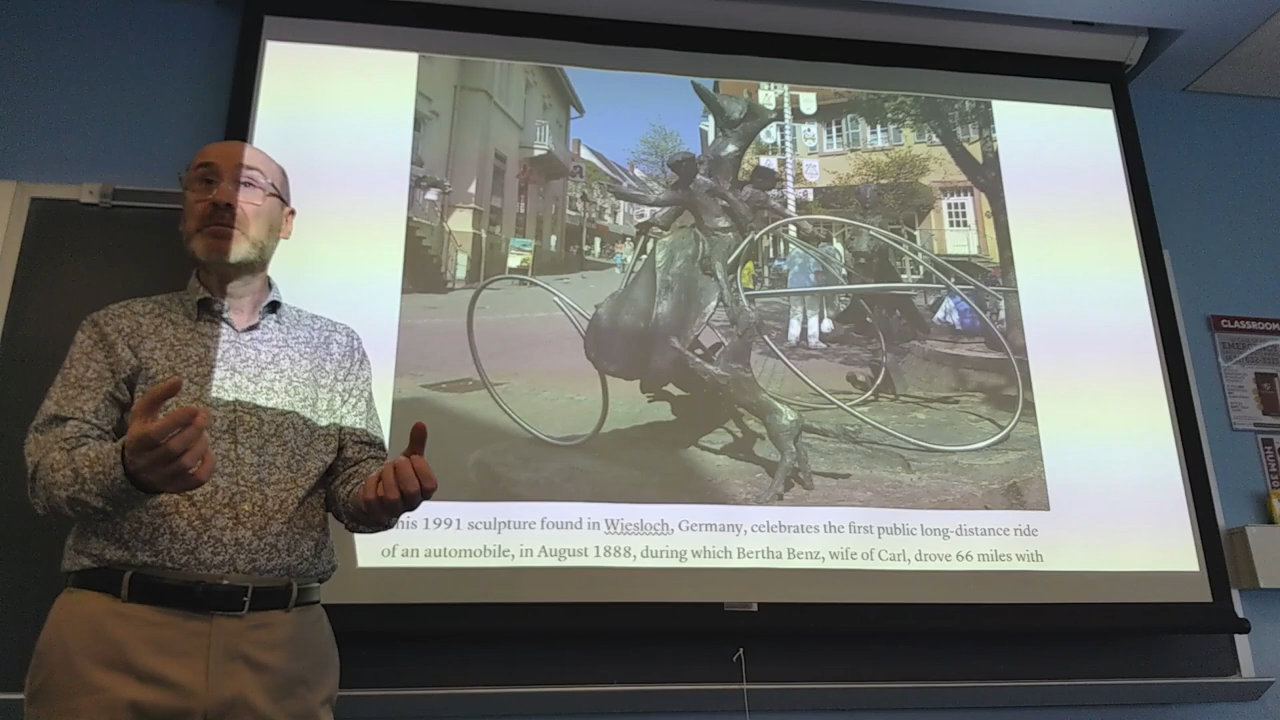 his 1991 sculpture found in Wiesloch, Germany, celebrates the first public long-distance ride
of an automobile, in August 1888, during which Bertha Benz, wife of Carl, drove 66 miles with
CLASSROOM